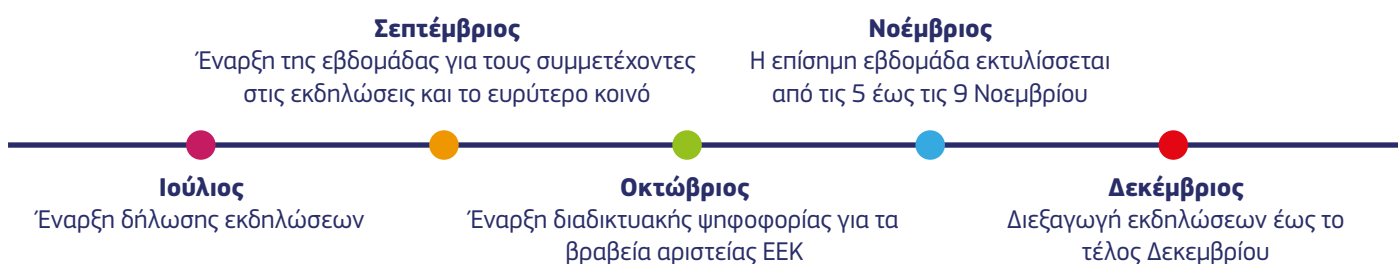 Σεπτέμβριος
Έναρξη της εβδομάδας για τους συμμετέχοντες
στις εκδηλώσεις και το ευρύτερο κοινό
Νοέμβριος
Η επίσημη εβδομάδα εκτυλίσσεται
από τις 5 έως τις 9 Νοεμβρίου
Ιούλιος
Έναρξη δήλωσης εκδηλώσεων
Οκτώβριος
Έναρξη διαδικτυακής ψηφοφορίας για τα
βραβεία αριστείας ΕΕΚ
Δεκέμβριος
Διεξαγωγή εκδηλώσεων έως το
τέλος Δεκεμβρίου